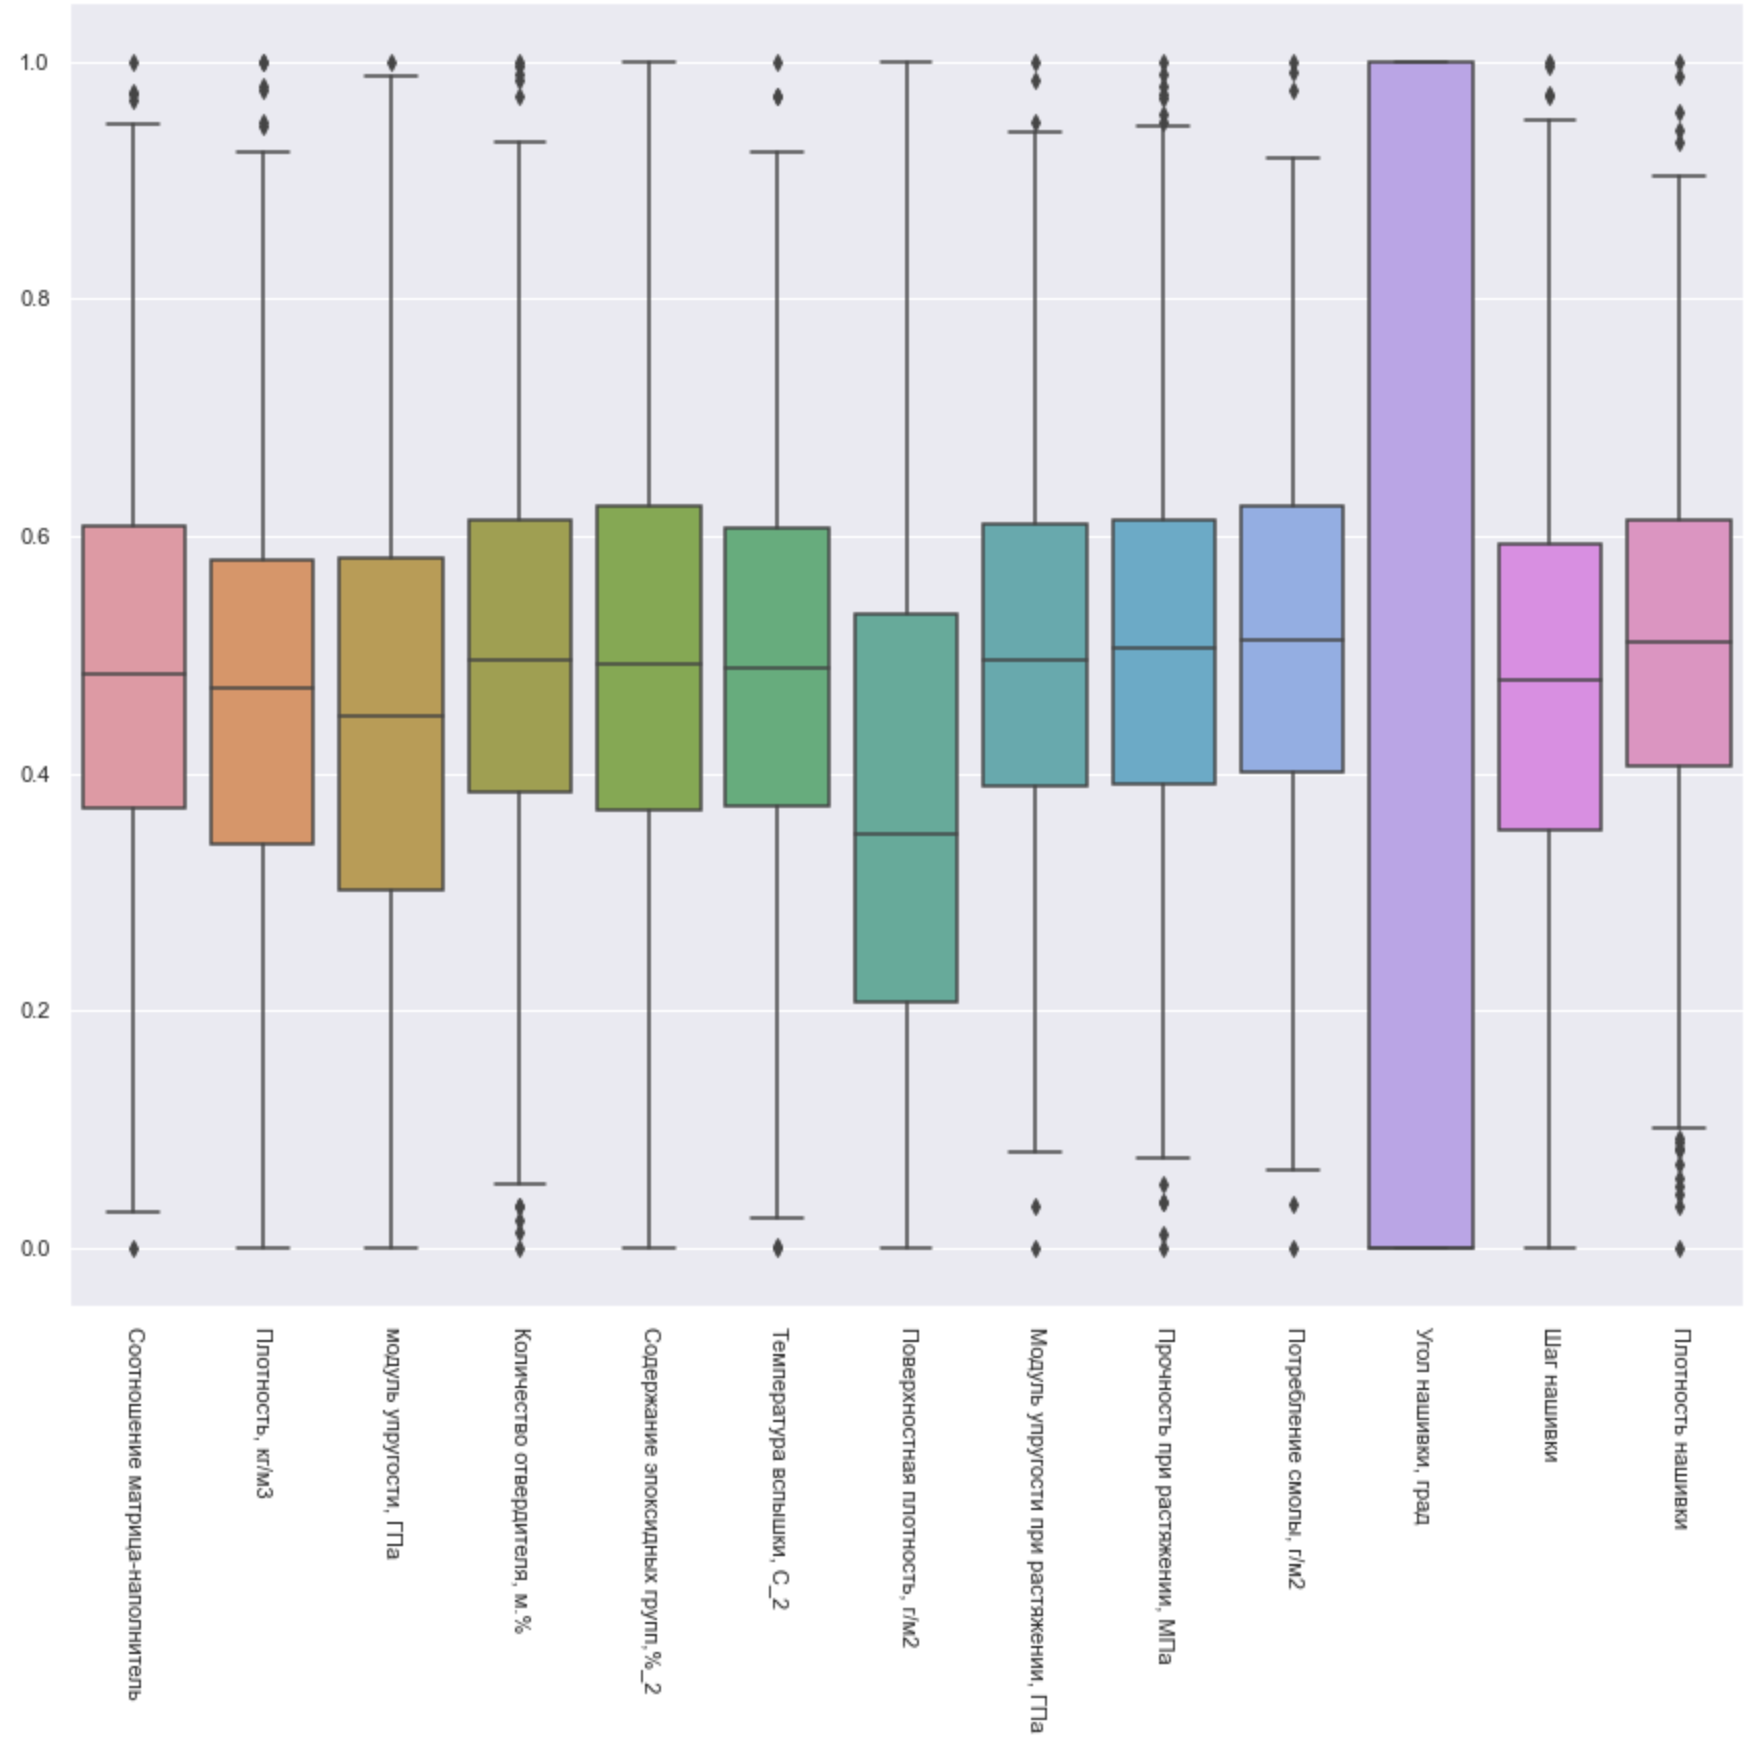 1.0
0.8
0.6
0.4
0.2
0.0
Соотношение матрица-наполнитель
Плотность, кг/м3
модуль упругости, ГПа
Количество отвердителя, м.%
Содержание эпоксидных групп,%_2
Температура вспышки, С_2
Поверхностная плотность, г/м2
Модуль упругости при растяжении, ГПа
Прочность при растяжении, МПа
Потребление смолы, г/м2
Угол нашивки, град
Шаг нашивки
Плотность нашивки